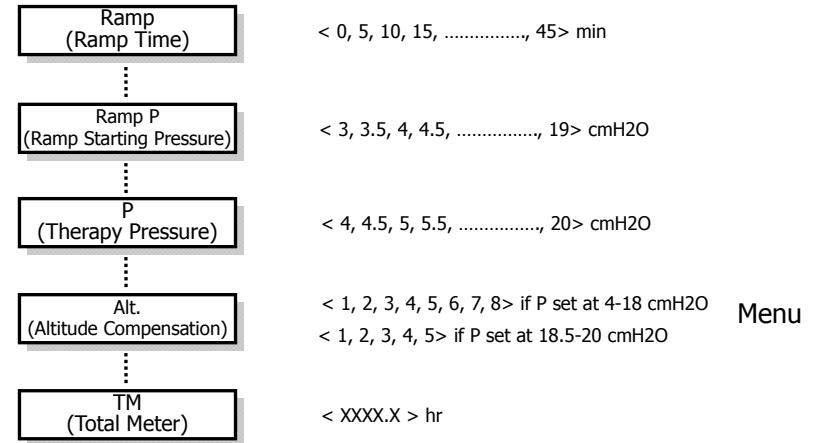 Ramp
(Ramp Time)
< 0, 5, 10, 15, ................, 45> min
Ramp P
(Ramp Starting Pressure)
< 3, 3.5, 4, 4.5, ................, 19> cmH2O
P
(Therapy Pressure)
< 4, 4.5, 5, 5.5, ................, 20> cmH2O
Alt.
(Altitude Compensation)
< 1, 2, 3, 4, 5, 6, 7, 8> if P set at 4-18 cmH2O
< 1, 2, 3, 4, 5> if P set at 18.5-20 cmH2O
Menu
TM
(Total Meter)
< XXXX.X > hr